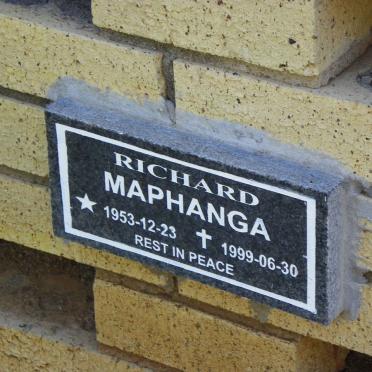 RICHARD
MAPHANGA
1953-12-23
1999-06-30
REST IN PEACE